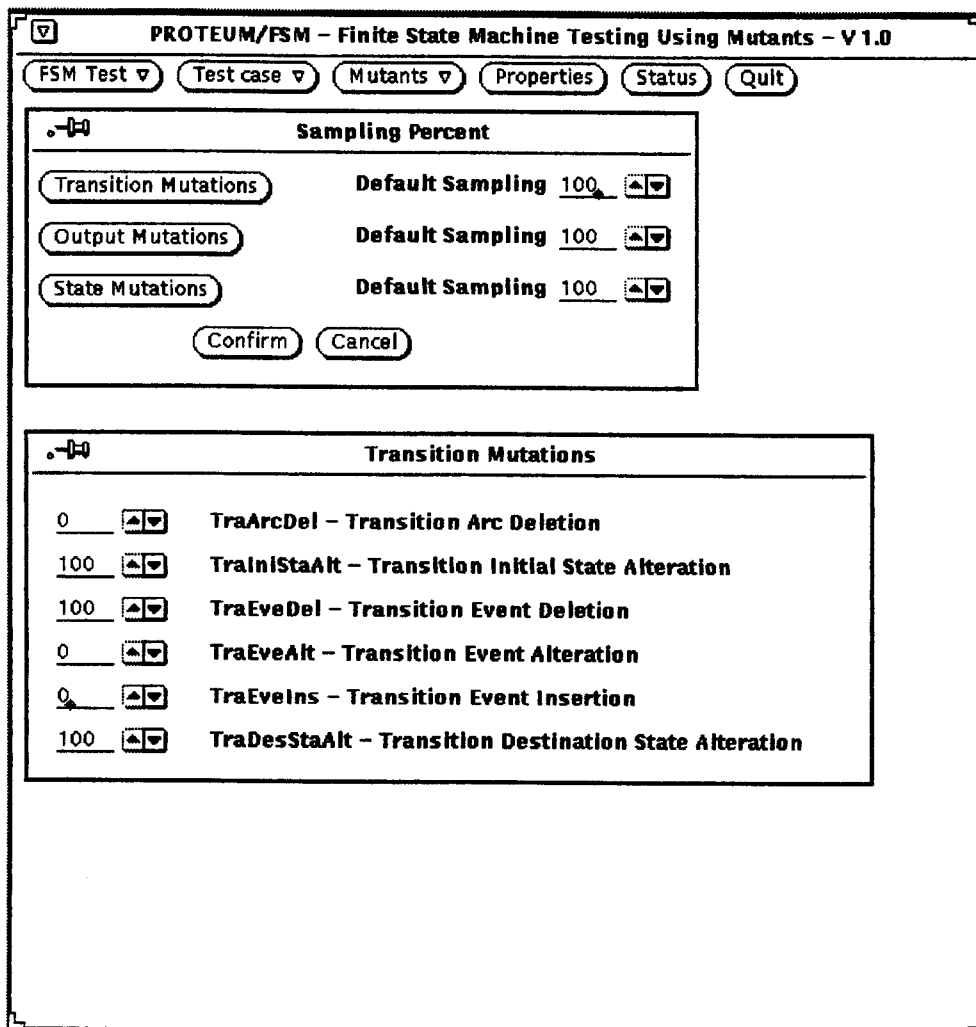 PROTEUM/FSM – Finite State Machine Testing Using Mutants – V 1.0
FSM Test Test case Mutants Properties Status Quit
Sampling Percent
Transition Mutations Default Sampling 100
Output Mutations Default Sampling 100
State Mutations Default Sampling 100
Confirm Cancel
Transition Mutations
0 TraArcDel – Transition Arc Deletion
100 TraIniStaAlt – Transition Initial State Alteration
100 TraEveDel – Transition Event Deletion
0 TraEveAlt – Transition Event Alteration
0 TraEveIns – Transition Event Insertion
100 TraDesStaAlt – Transition Destination State Alteration